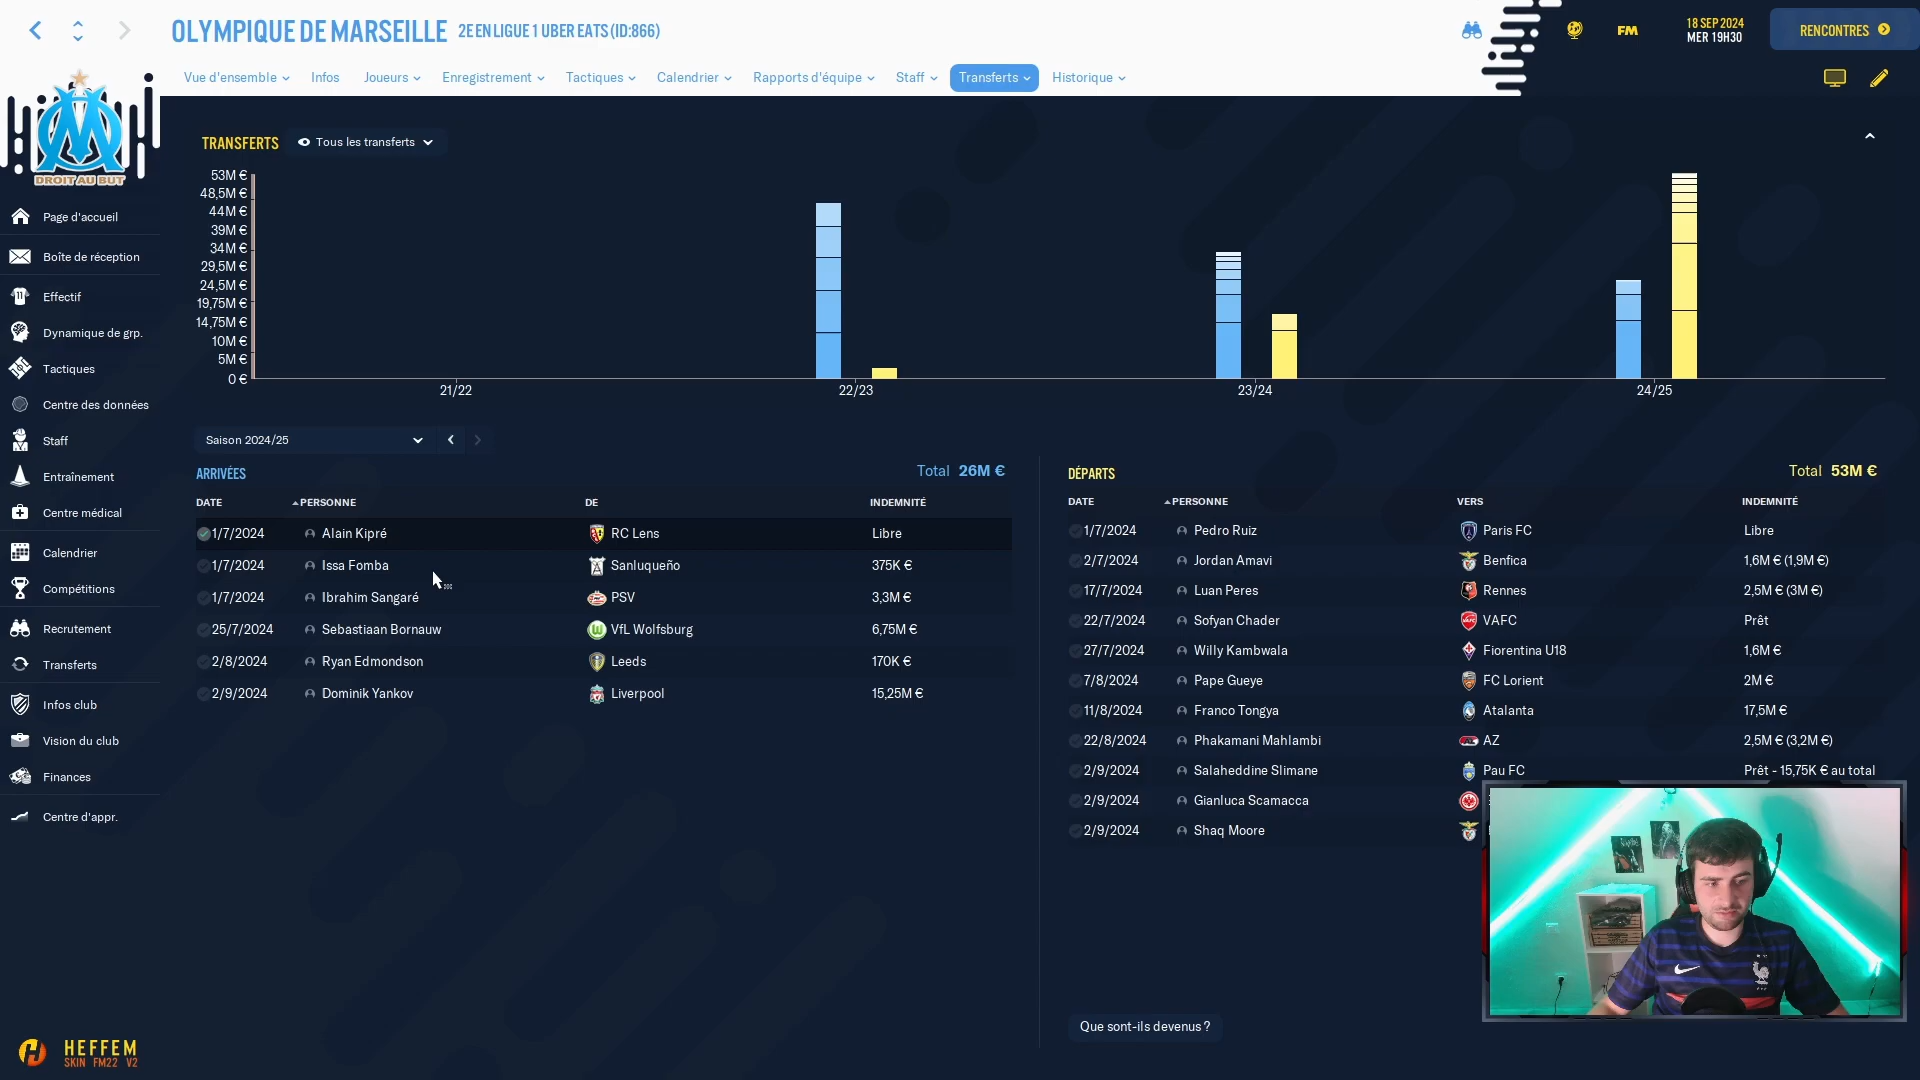 OLYMPIQUE DE MARSEILLE 2E EN LIGUE 1 UBER EATS (ID:866)
FM
18 SEP 2024
MER 19H30
RENCONTRES
Vue d'ensemble Infos Joueurs Enregistrement Tactiques Calendrier Rapports d'équipe Staff Transferts Historique
DROIT AU BUT
Page d'accueil
Boîte de réception
Effectif
Dynamique de grp.
Tactiques
Centre des données
Staff
Entraînement
Centre médical
Calendrier
Compétitions
Recrutement
Transferts
Infos club
Vision du club
Finances
Centre d'appr.
HEFFEM
SKIN FM22 V2
TRANSFERTS Tous les transferts
53M €
48,5M €
44M €
39M €
34M €
29,5M €
24,5M €
19,75M €
14,75M €
10M €
5M €
0 €
21/22 22/23 23/24 24/25
Saison 2024/25
ARRIVÉES Total 26M €
DATE PERSONNE DE INDEMNITÉ
1/7/2024 Alain Kipré RC Lens Libre
1/7/2024 Issa Fomba Sanluqueño 375K €
1/7/2024 Ibrahim Sangaré PSV 3,3M €
25/7/2024 Sebastiaan Bornauw VfL Wolfsburg 6,75M €
2/8/2024 Ryan Edmondson Leeds 170K €
2/9/2024 Dominik Yankov Liverpool 15,25M €
DÉPARTS Total 53M €
DATE PERSONNE VERS INDEMNITÉ
1/7/2024 Pedro Ruiz Paris FC Libre
2/7/2024 Jordan Amavi Benfica 1,6M € (1,9M €)
17/7/2024 Luan Peres Rennes 2,5M € (3M €)
22/7/2024 Sofyan Chader VAFC Prêt
27/7/2024 Willy Kambwala Fiorentina U18 1,6M €
7/8/2024 Pape Gueye FC Lorient 2M €
11/8/2024 Franco Tongya Atalanta 17,5M €
22/8/2024 Phakamani Mahlambi AZ 2,5M € (3,2M €)
2/9/2024 Salaheddine Slimane Pau FC Prêt - 15,75K € au total
2/9/2024 Gianluca Scamacca
2/9/2024 Shaq Moore
Que sont-ils devenus ?